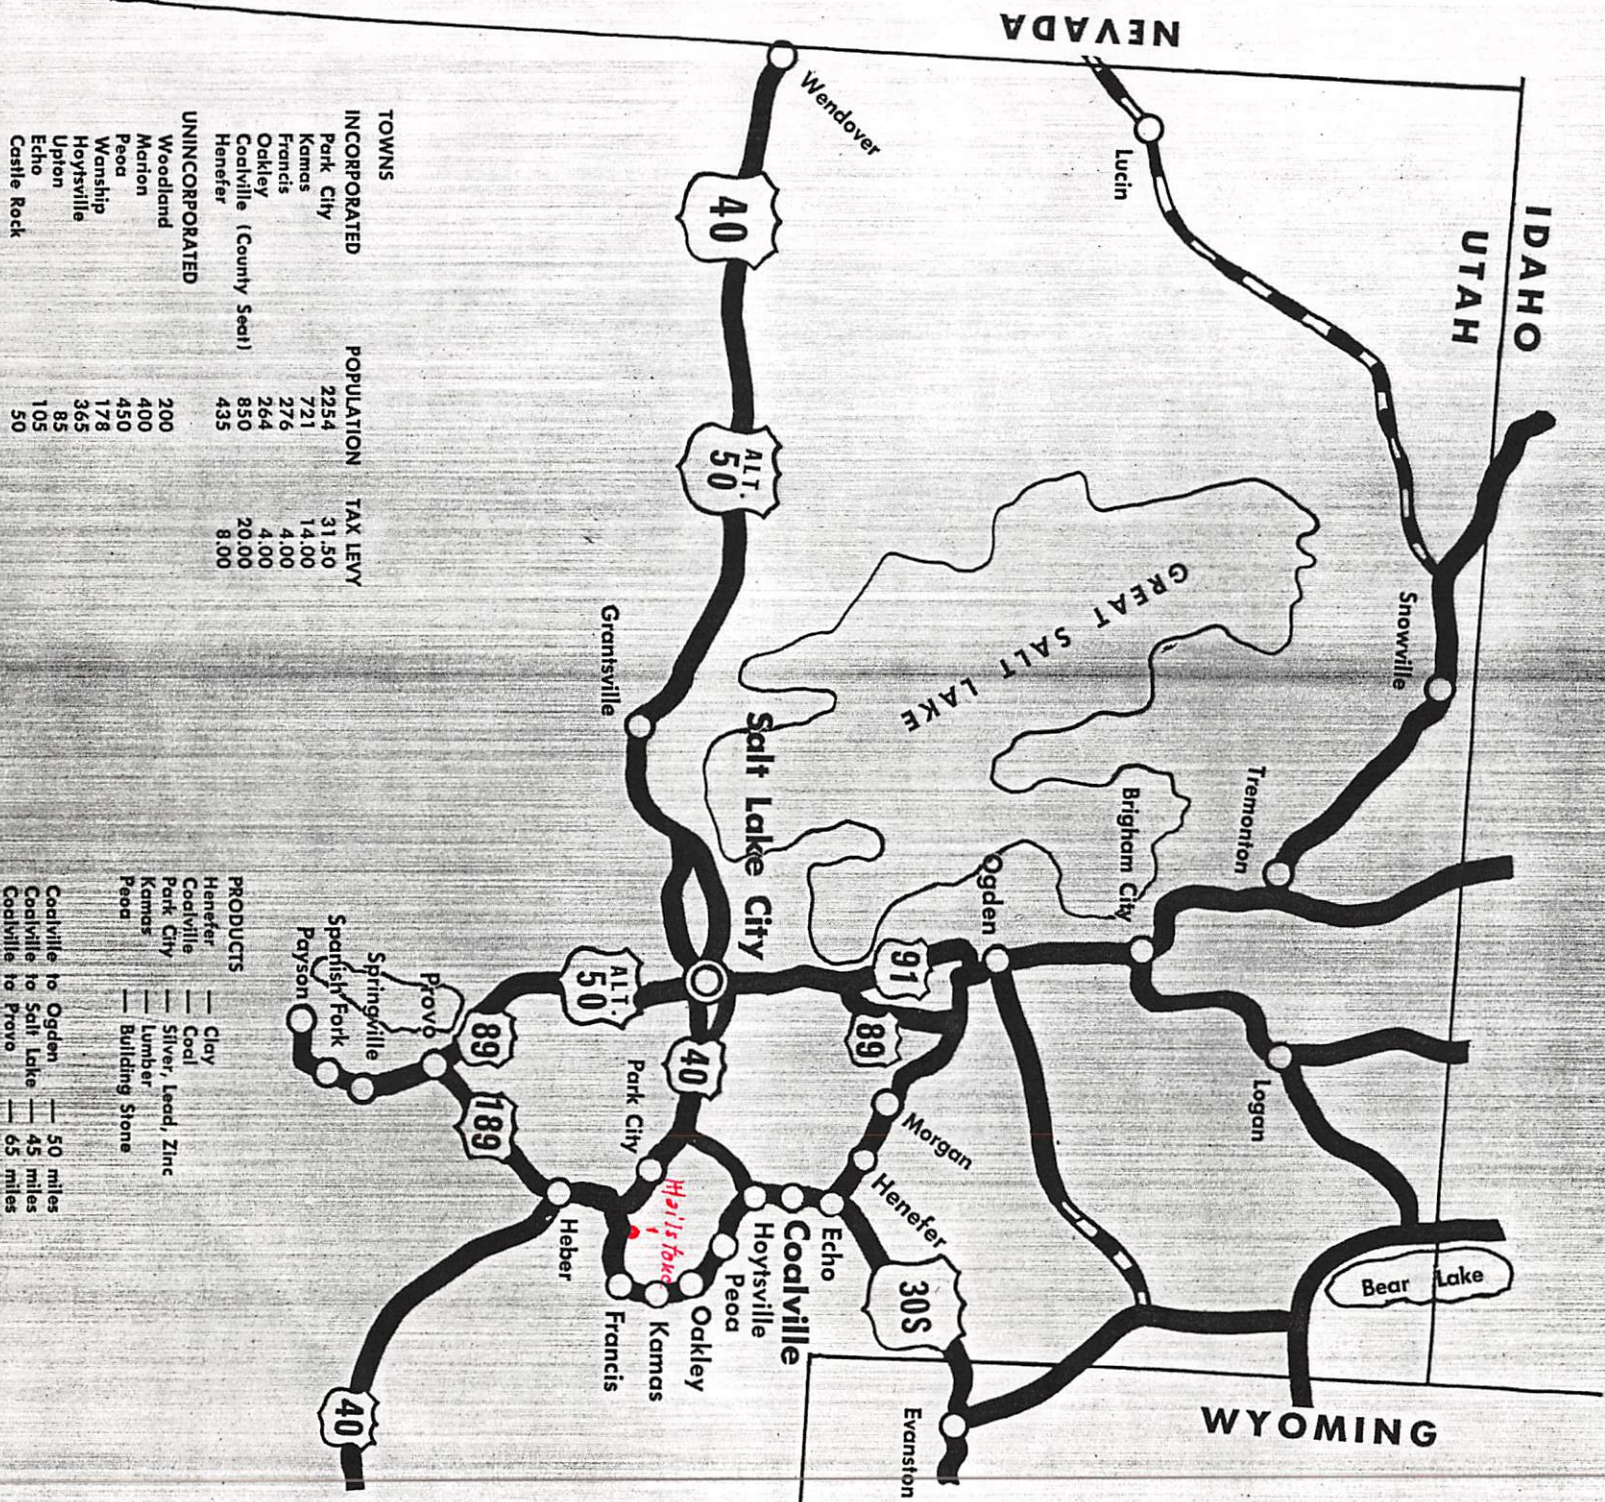 NEVADA
IDAHO
UTAH
WYOMING
Wendover
Lucin
Snowville
Tremonton
Brigham City
Logan
Bear Lake
GREAT SALT LAKE
Ogden
Grantsville
Salt Lake City
40
ALT.
50
91
89
ALT.
50
40
Morgan
Henefer
Echo
30S
Evanston
Coalville
Hoytsville
Peoa
Oakley
Kamas
Francis
Park City
Hailstone
Heber
189
89
Provo
Springville
Spanish Fork
Payson
40
TOWNS
INCORPORATED POPULATION TAX LEVY
Park City 2254 31.50
Kamas 721 14.00
Francis 276 4.00
Oakley 264 4.00
Coalville (County Seat) 850 20.00
Henefer 435 8.00
UNINCORPORATED
Woodland 200
Marion 400
Peoa 450
Wanship 178
Hoytsville 365
Upton 85
Echo 105
Castle Rock 50
PRODUCTS
Henefer — Clay
Coalville — Coal
Park City — Silver, Lead, Zinc
Kamas — Lumber
Peoa — Building Stone
Coalville to Ogden — 50 miles
Coalville to Salt Lake — 45 miles
Coalville to Provo — 65 miles